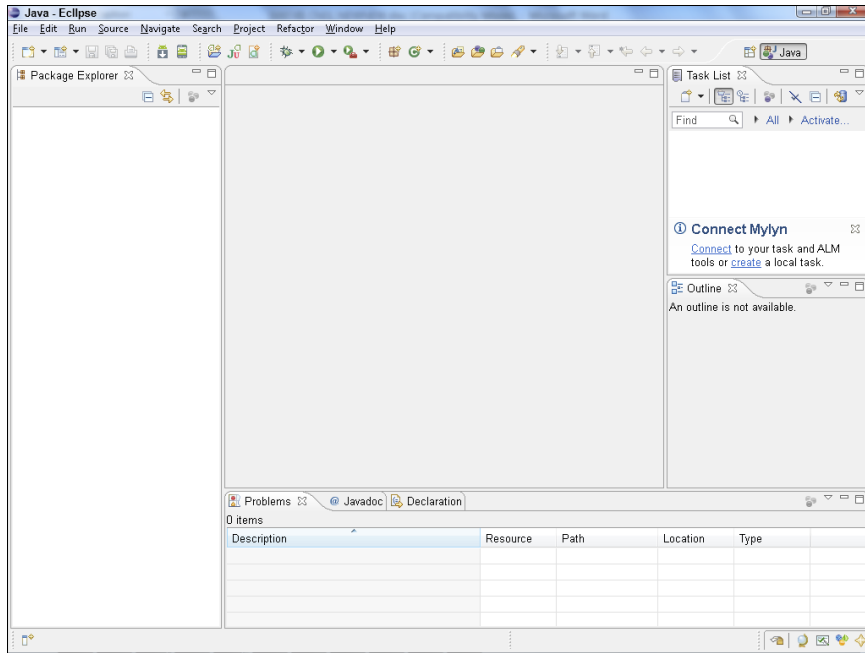 Java - Ecllpse
File Edit Run Source Navigate Search Project Refactor Window Help
Java
Package Explorer
Task List
Find All Activate...
Connect Mylyn
Connect to your task and ALM
tools or create a local task.
Outline
An outline is not available.
Problems @ Javadoc Declaration
0 items
Description Resource Path Location Type